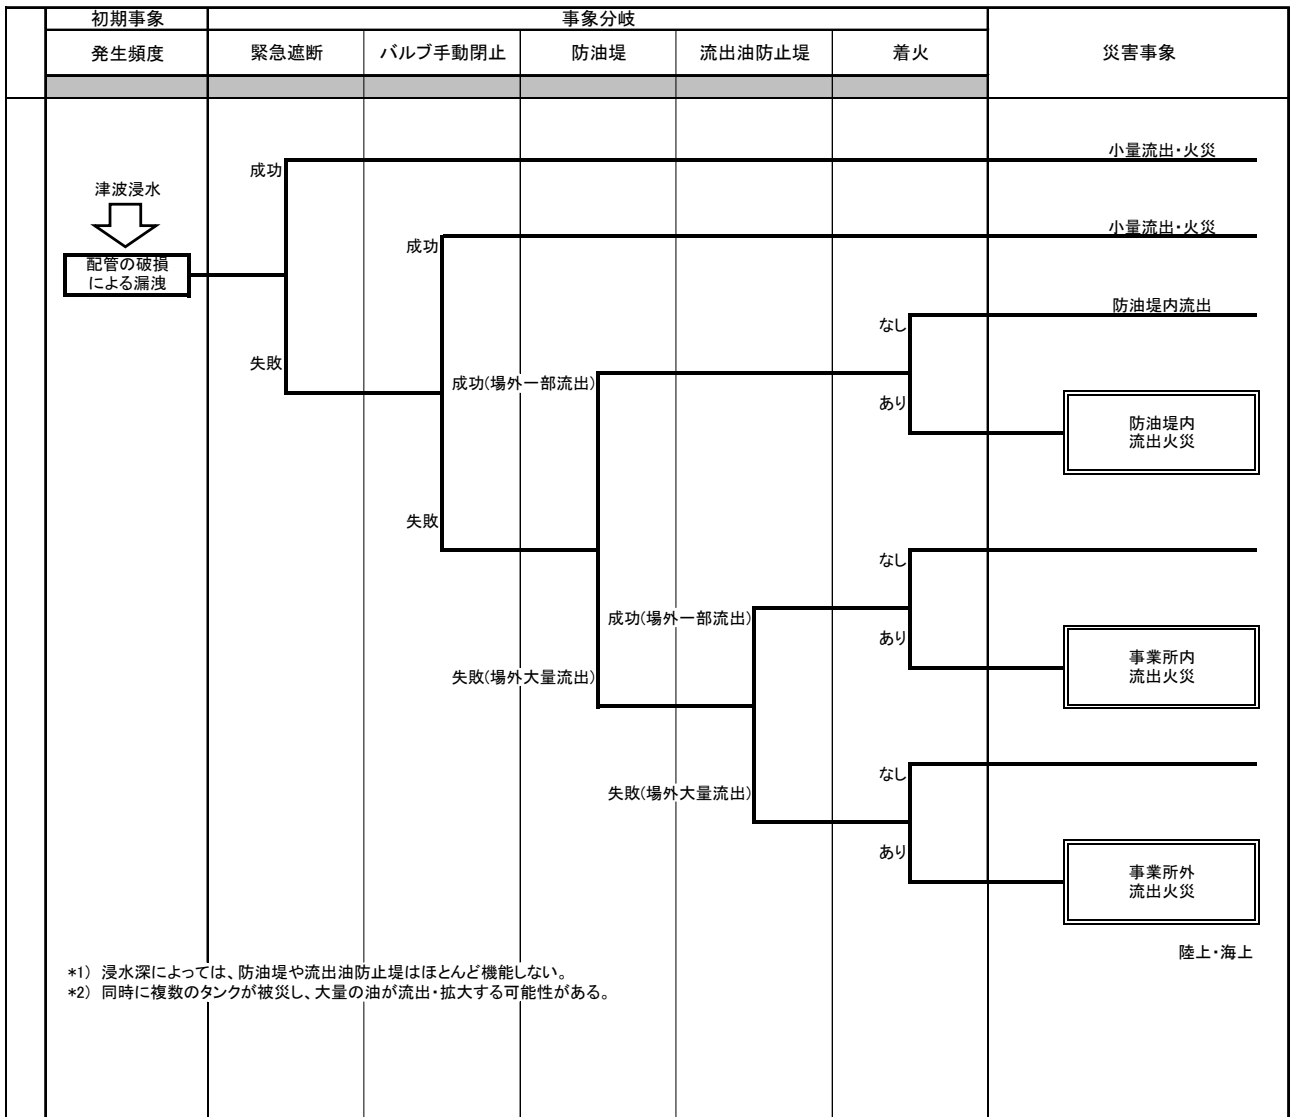 初期事象
事象分岐
発生頻度
緊急遮断
バルブ手動閉止
防油堤
流出油防止堤
着火
災害事象
小量流出・火災
成功
津波浸水
小量流出・火災
成功
配管の破損
による漏洩
防油堤内流出
なし
失敗
成功(場外一部流出)
あり
防油堤内
流出火災
失敗
なし
成功(場外一部流出)
あり
事業所内
流出火災
失敗(場外大量流出)
なし
失敗(場外大量流出)
あり
事業所外
流出火災
陸上・海上
*1) 浸水深によっては、防油堤や流出油防止堤はほとんど機能しない。
*2) 同時に複数のタンクが被災し、大量の油が流出・拡大する可能性がある。